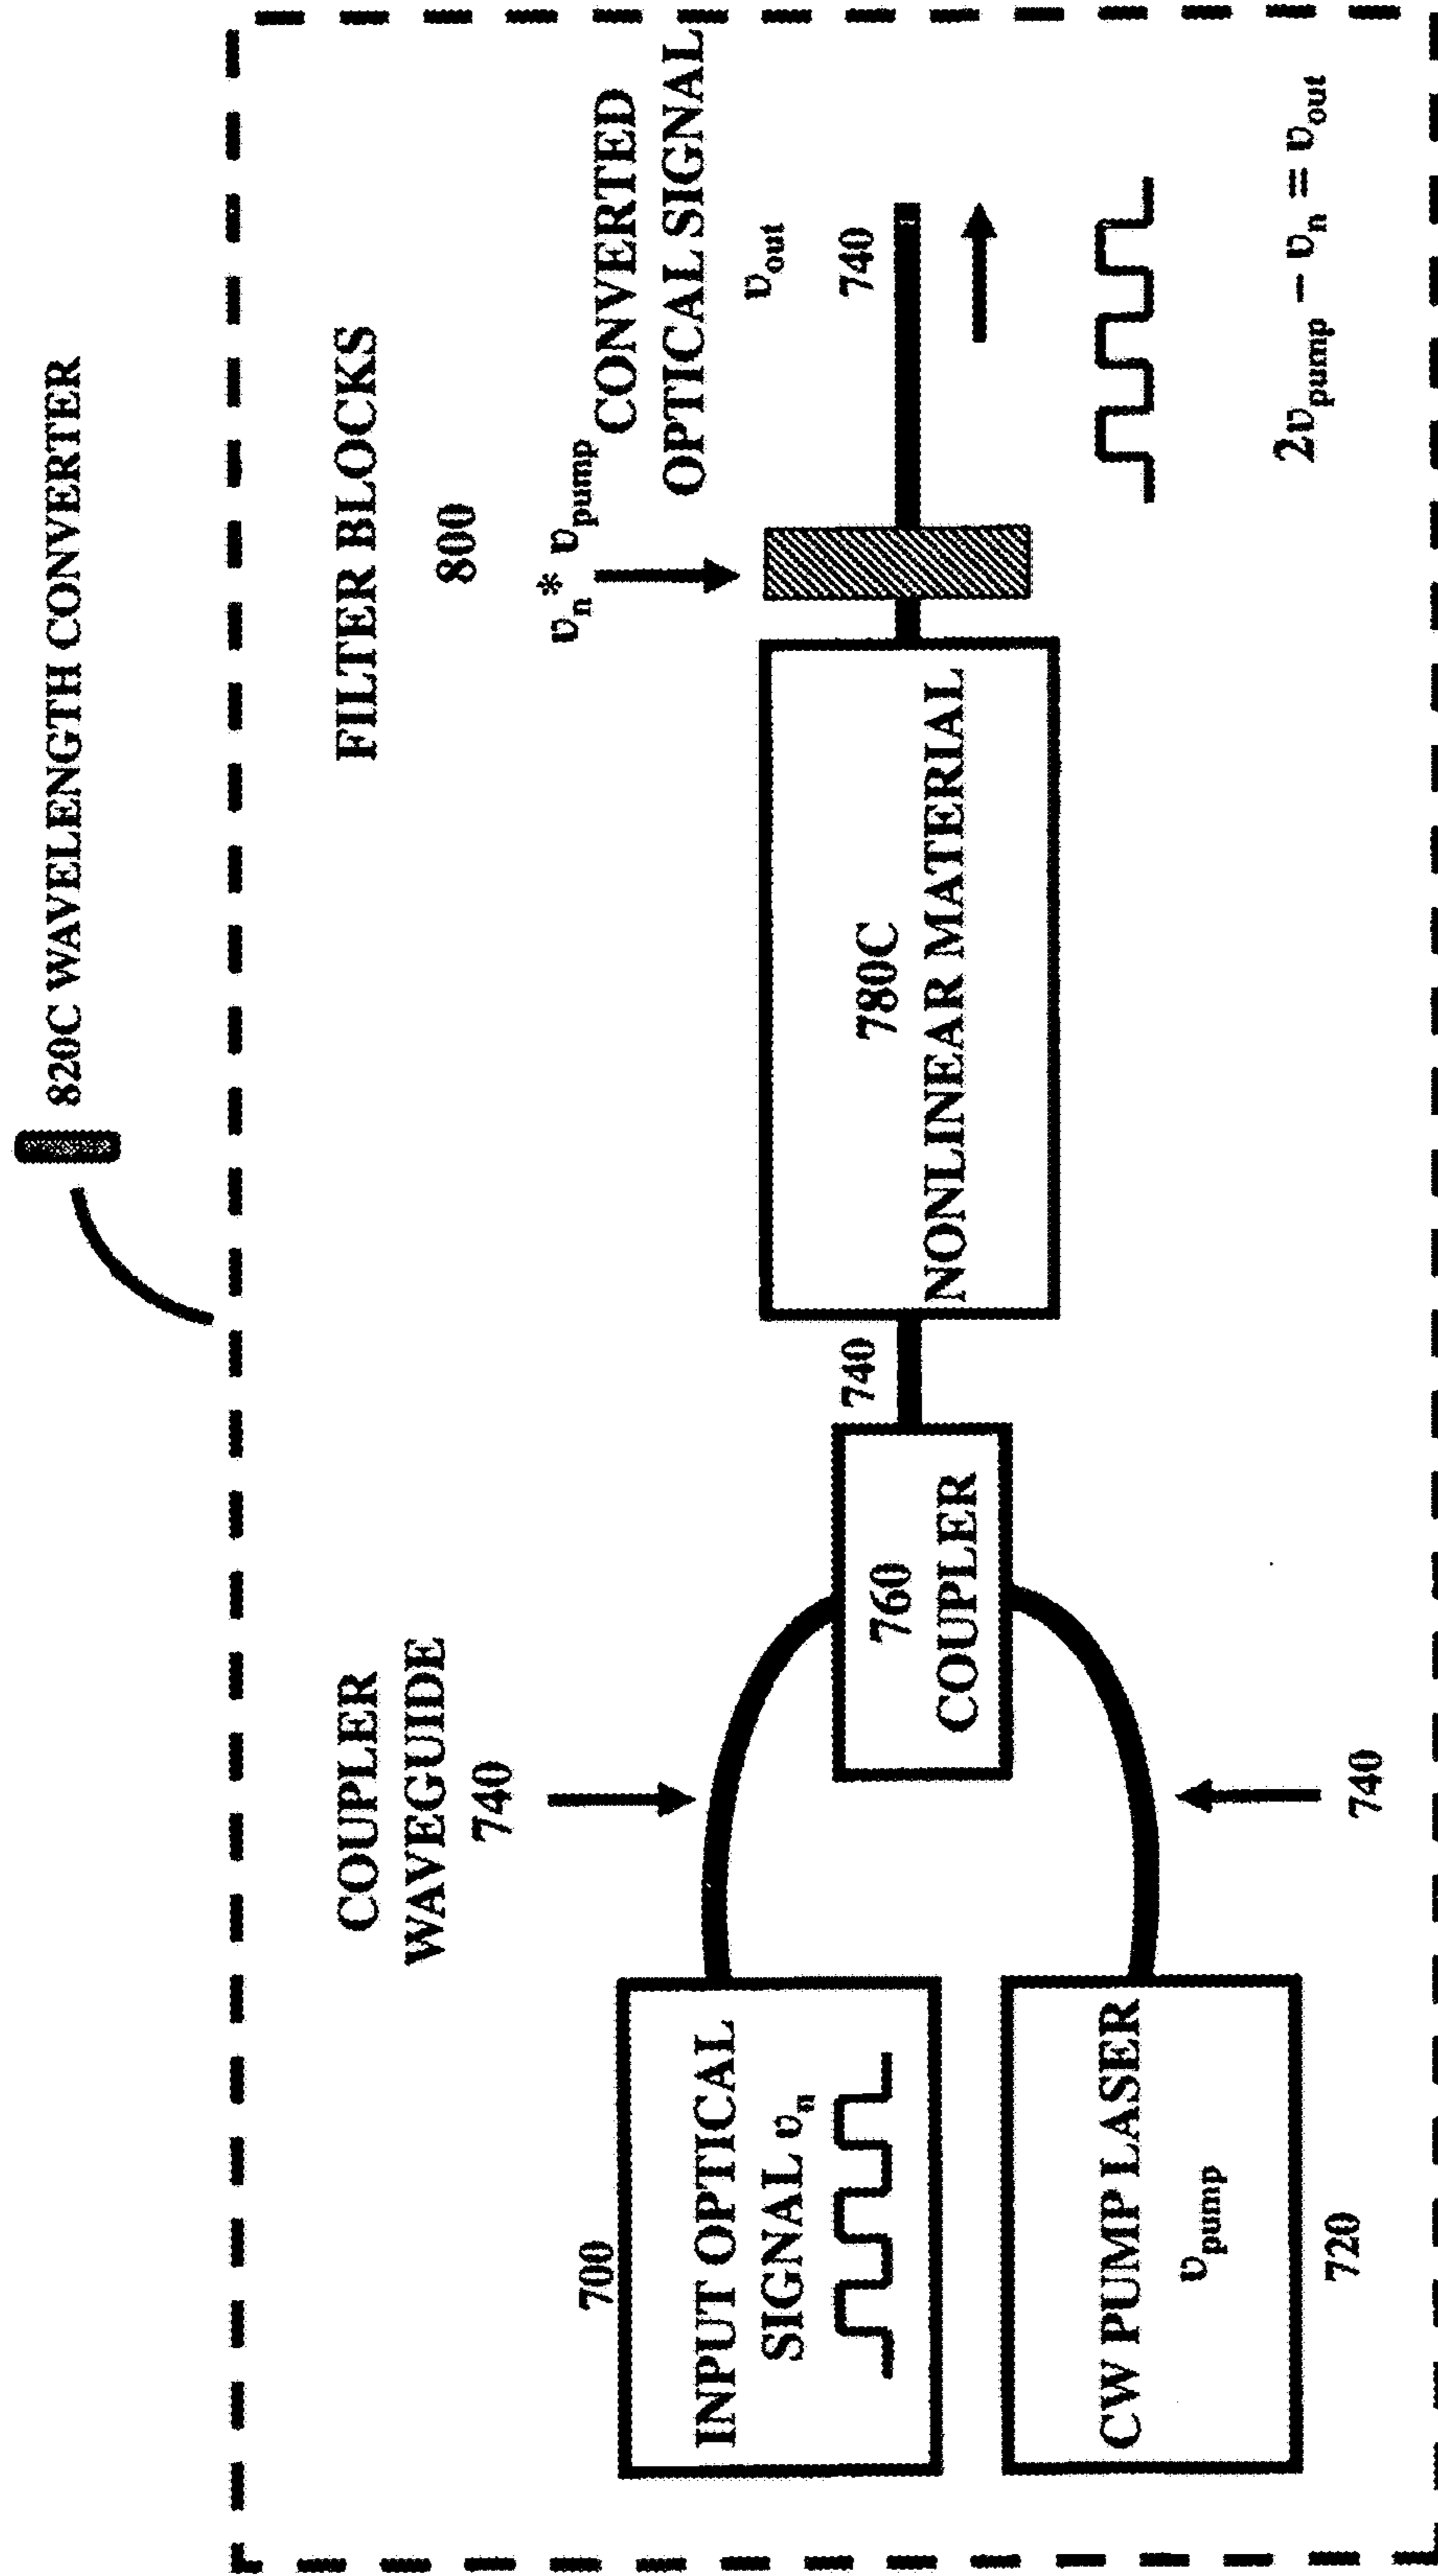 820C WAVELENGTH CONVERTER
COUPLER
WAVEGUIDE
740
FILTER BLOCKS
800
υn* υpump
CONVERTED
OPTICAL SIGNAL
υout
740
700
INPUT OPTICAL
SIGNAL υn
760
COUPLER
740
780C
NONLINEAR MATERIAL
CW PUMP LASER
υpump
720
740
2υpump − υn = υout